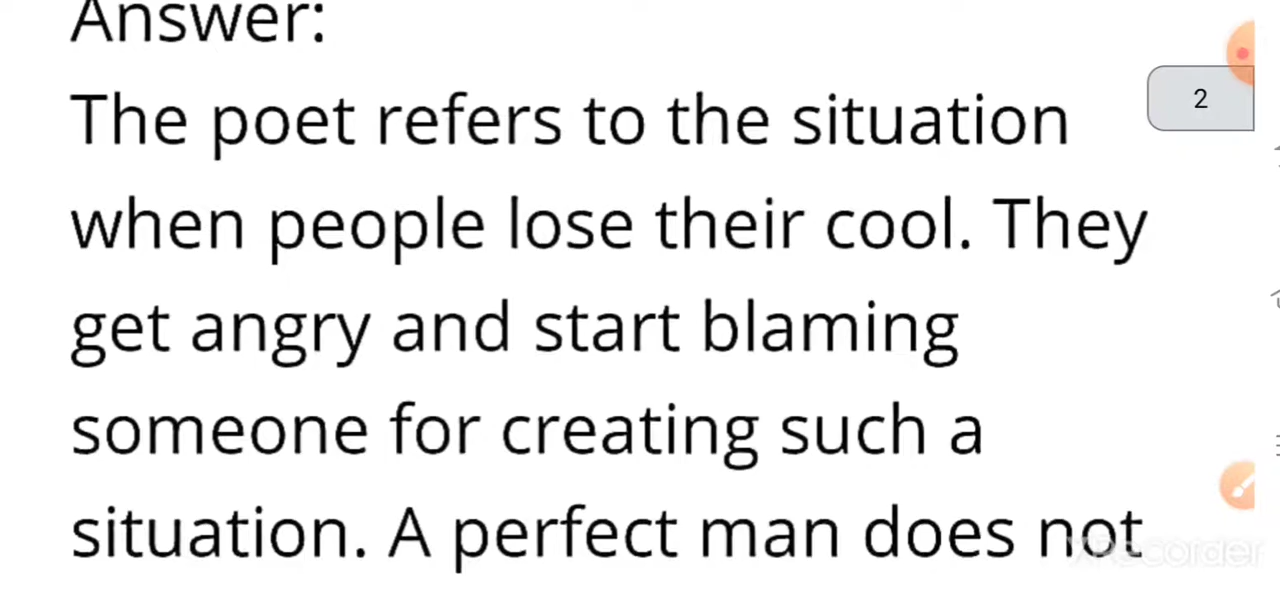 Answer:
The poet refers to the situation
2
when people lose their cool. They
get angry and start blaming
someone for creating such a
situation. A perfect man does not
XRecorder